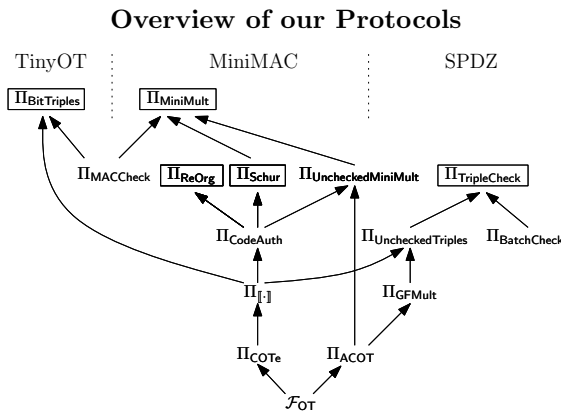 Overview of our Protocols
TinyOT MiniMAC SPDZ
Π_BitTriples Π_MiniMult
Π_MACCheck Π_ReOrg Π_Schur Π_UncheckedMiniMult Π_TripleCheck
Π_CodeAuth Π_UncheckedTriples Π_BatchCheck
Π_⟦·⟧ Π_GFMult
Π_COTe Π_ACOT
ℱ_OT